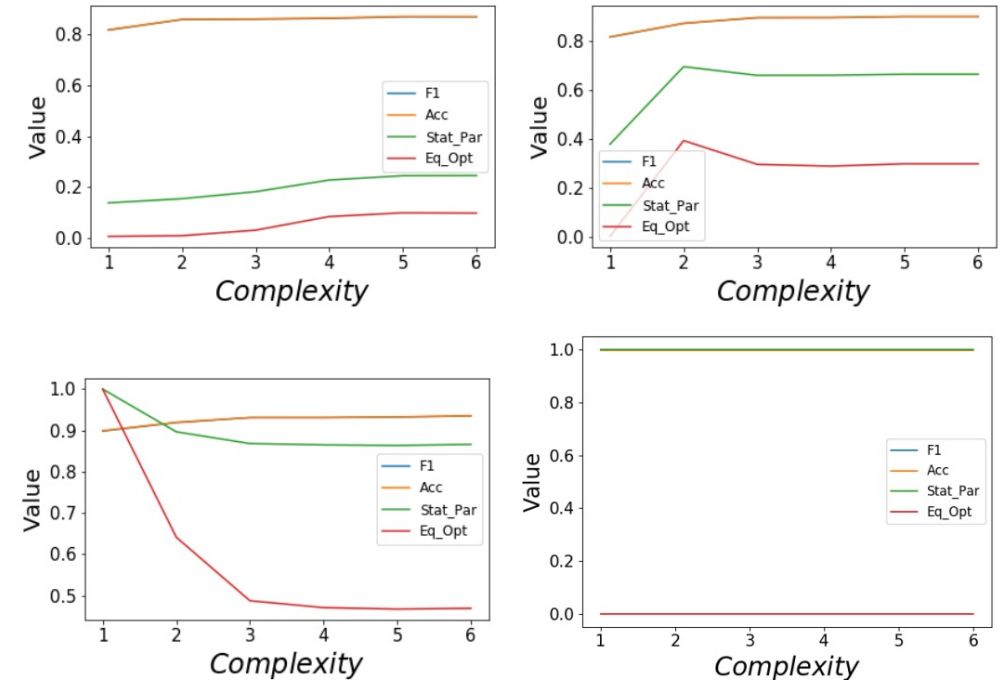 0.8
0.6
0.4
0.2
0.0
Value
F1
Acc
Stat_Par
Eq_Opt
1 2 3 4 5 6
Complexity
0.8
0.6
0.4
0.2
0.0
Value
F1
Acc
Stat_Par
Eq_Opt
1 2 3 4 5 6
Complexity
1.0
0.9
0.8
0.7
0.6
0.5
Value
F1
Acc
Stat_Par
Eq_Opt
1 2 3 4 5 6
Complexity
1.0
0.8
0.6
0.4
0.2
0.0
Value
F1
Acc
Stat_Par
Eq_Opt
1 2 3 4 5 6
Complexity